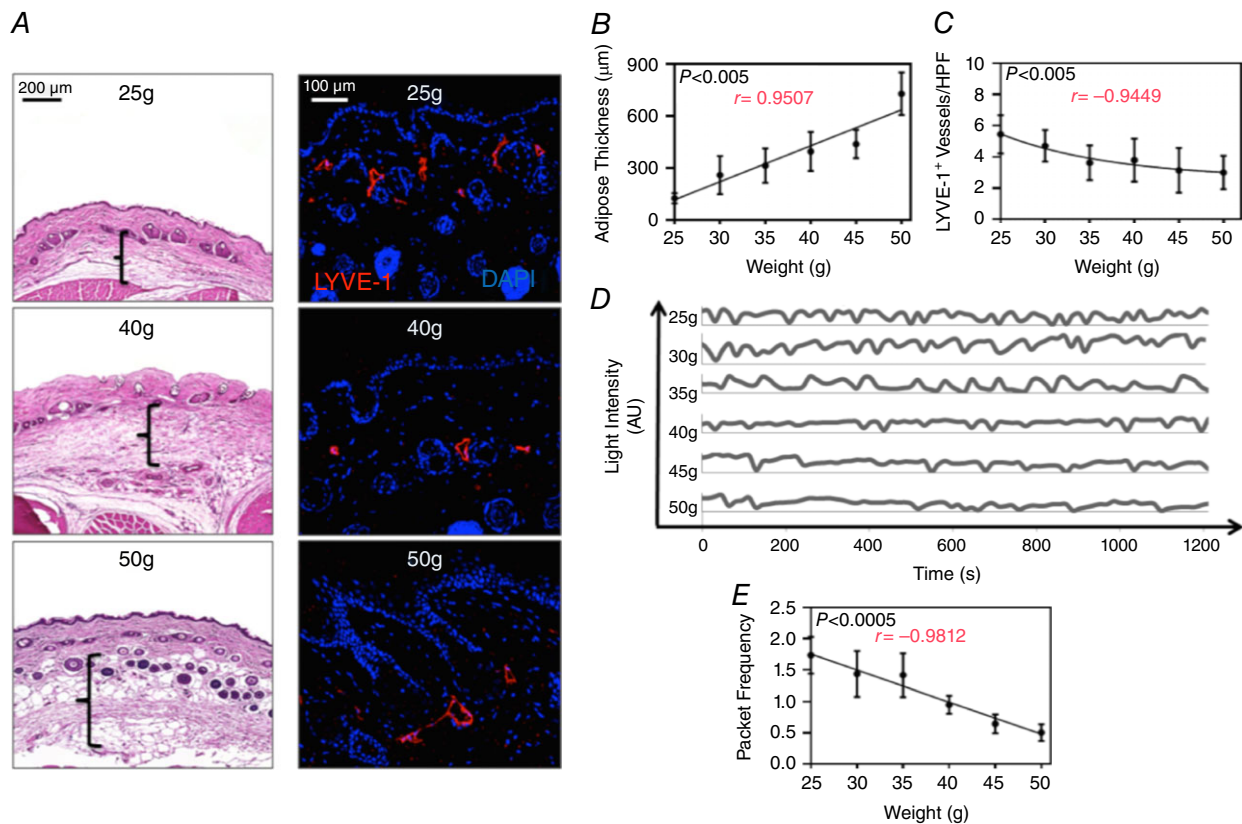 A
200 µm
25g
100 µm
25g
LYVE-1
DAPI
40g
40g
50g
50g
B
Adipose Thickness (µm)
900
600
300
0
P<0.005
r= 0.9507
25 30 35 40 45 50
Weight (g)
C
LYVE-1+ Vessels/HPF
10
8
6
4
2
0
P<0.005
r= –0.9449
25 30 35 40 45 50
Weight (g)
D
Light Intensity
(AU)
25g
30g
35g
40g
45g
50g
0 200 400 600 800 1000 1200
Time (s)
E
Packet Frequency
2.5
2.0
1.5
1.0
0.5
0.0
P<0.0005
r= –0.9812
25 30 35 40 45 50
Weight (g)